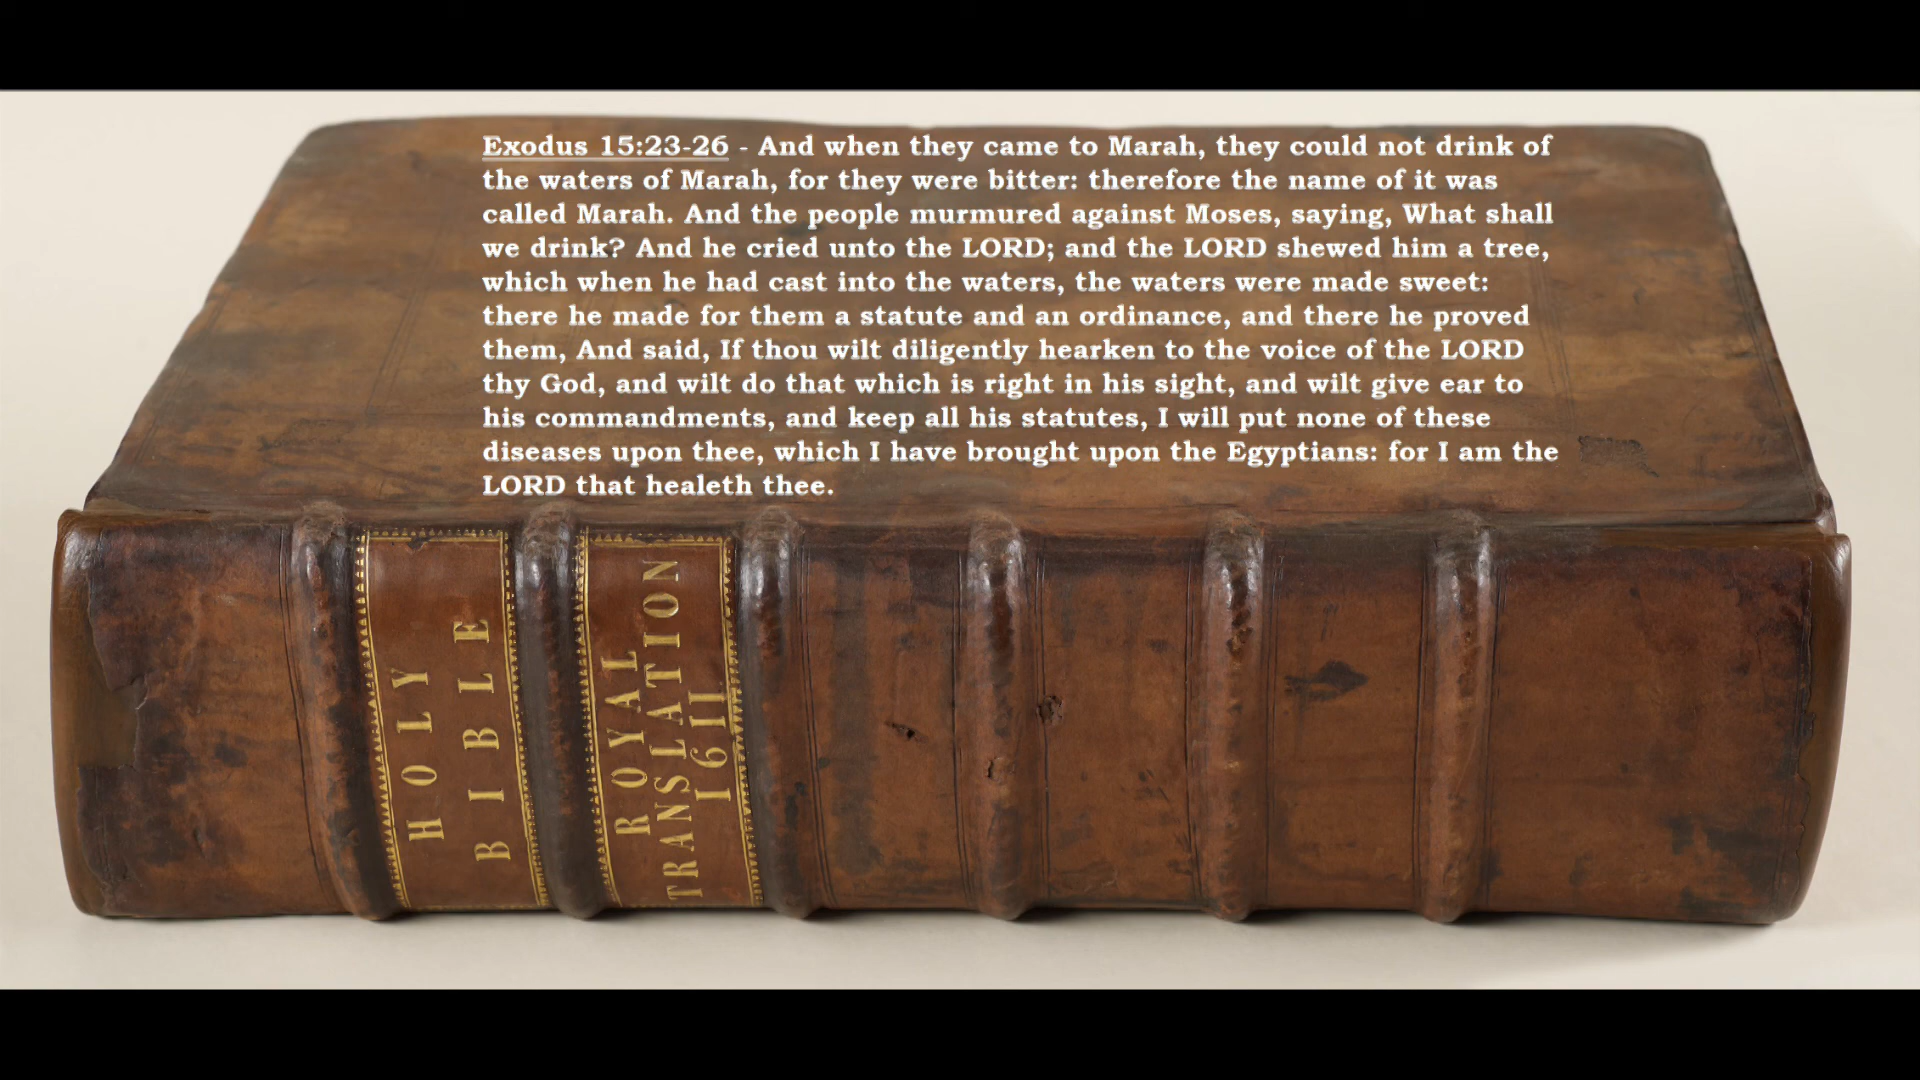 Exodus 15:23-26 - And when they came to Marah, they could not drink of
the waters of Marah, for they were bitter: therefore the name of it was
called Marah. And the people murmured against Moses, saying, What shall
we drink? And he cried unto the LORD; and the LORD shewed him a tree,
which when he had cast into the waters, the waters were made sweet:
there he made for them a statute and an ordinance, and there he proved
them, And said, If thou wilt diligently hearken to the voice of the LORD
thy God, and wilt do that which is right in his sight, and wilt give ear to
his commandments, and keep all his statutes, I will put none of these
diseases upon thee, which I have brought upon the Egyptians: for I am the
LORD that healeth thee.
HOLY
BIBLE
ROYAL
TRANSLATION
1611